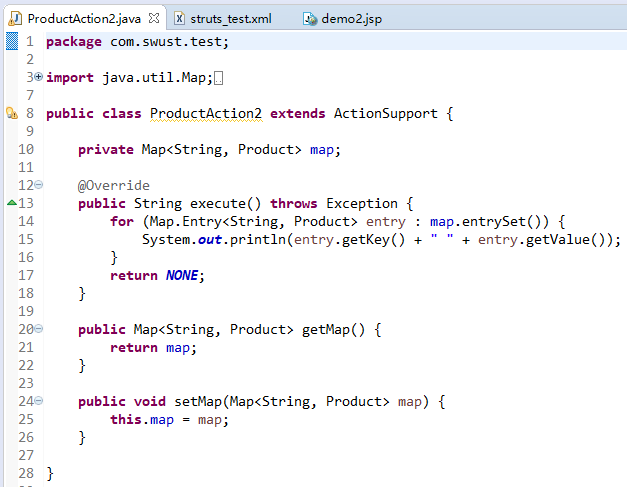 ProductAction2.java struts_test.xml demo2.jsp
1 package com.swust.test;
2
3 import java.util.Map;
7
8 public class ProductAction2 extends ActionSupport {
9
10     private Map<String, Product> map;
11
12     @Override
13     public String execute() throws Exception {
14         for (Map.Entry<String, Product> entry : map.entrySet()) {
15             System.out.println(entry.getKey() + " " + entry.getValue());
16         }
17         return NONE;
18     }
19
20     public Map<String, Product> getMap() {
21         return map;
22     }
23
24     public void setMap(Map<String, Product> map) {
25         this.map = map;
26     }
27
28 }